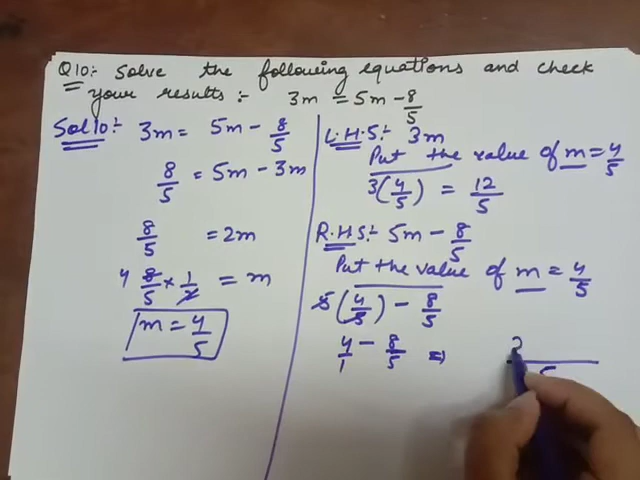 Q10:- Solve the following equations and check
your results:- 3m = 5m - 8/5
Sol10:- 3m = 5m - 8/5
8/5 = 5m - 3m
8/5 = 2m
4 8/5 × 1/2 = m
m = 4/5
L.H.S:- 3m
Put the value of m = 4/5
3(4/5) = 12/5
R.H.S:- 5m - 8/5
Put the value of m = 4/5
5(4/5) - 8/5
4/1 - 8/5 ⇒